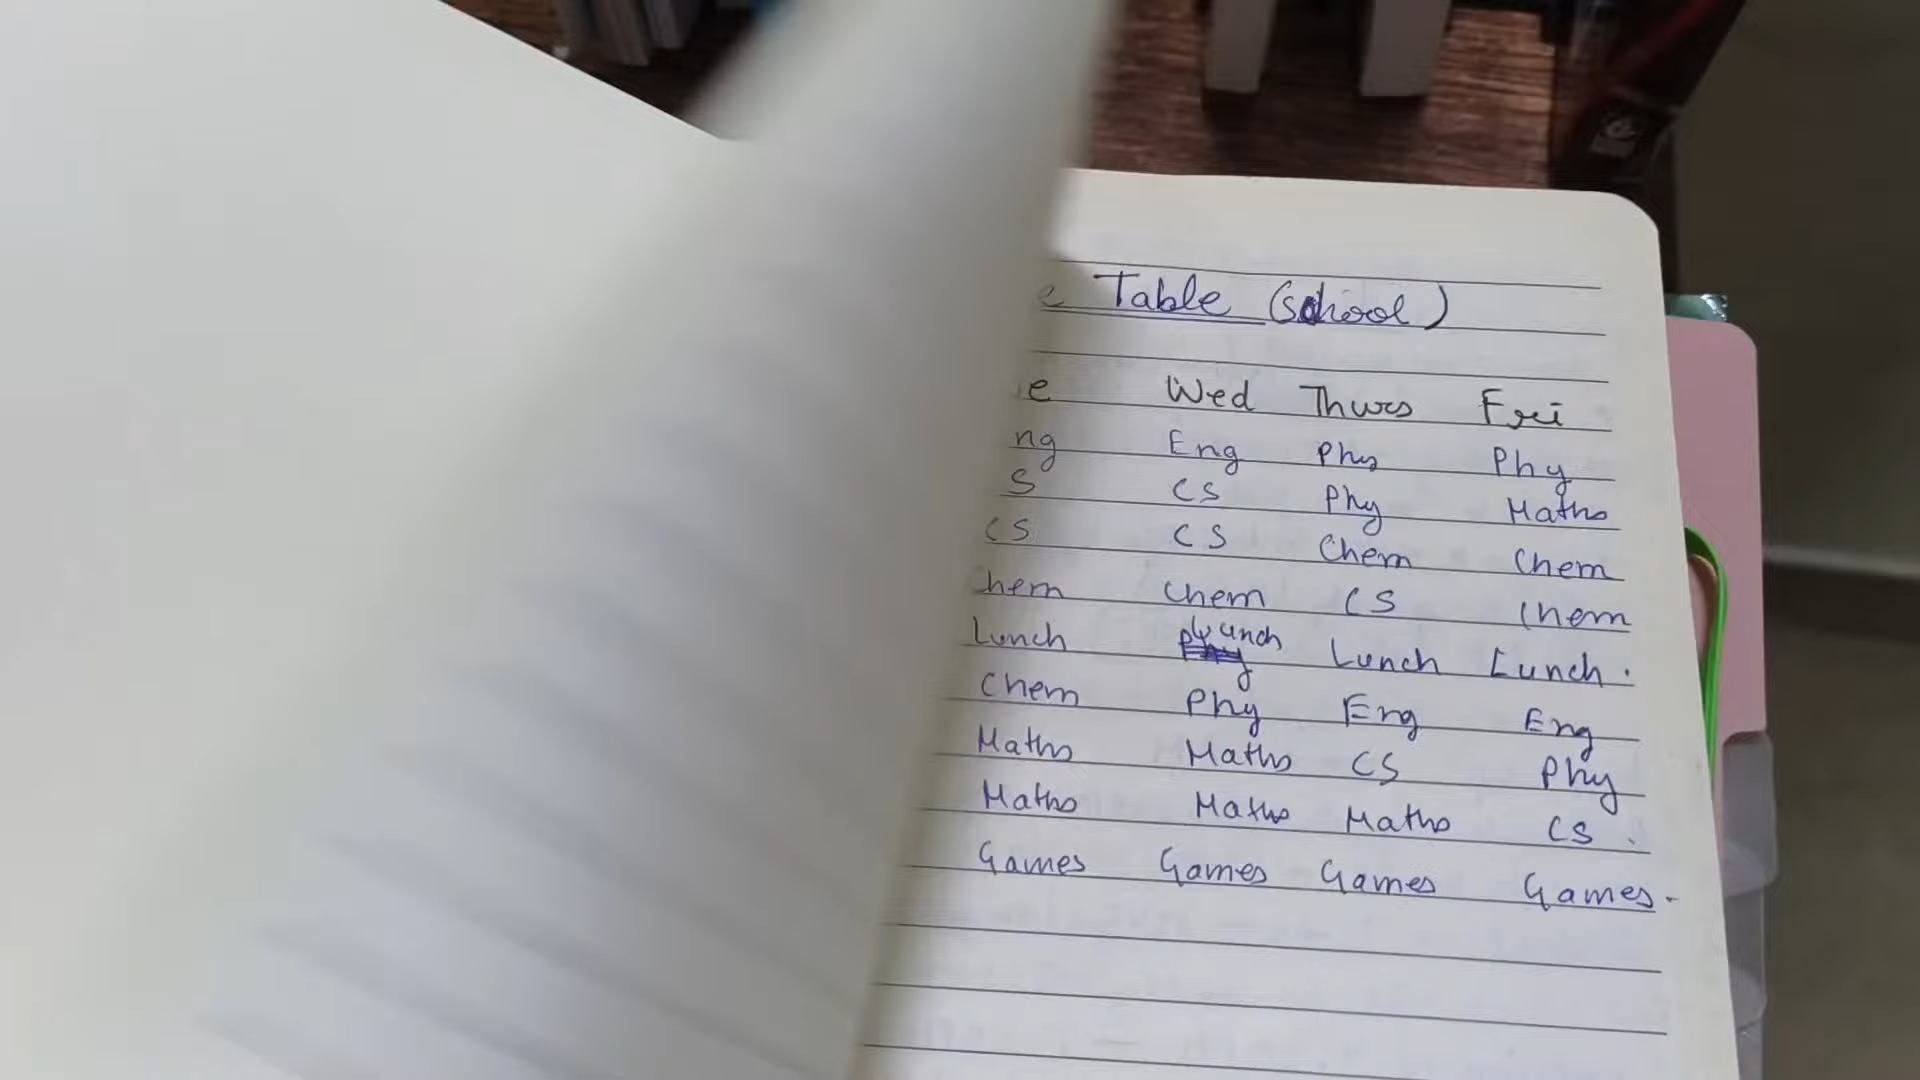 Table (school)
Wed Thurs Fri
Eng Phy Phy
CS Phy Maths
CS CS Chem Chem
Chem CS Chem
Lunch Lunch Lunch Lunch.
Chem Phy Eng Eng
Maths Maths CS Phy
Maths Maths Maths CS.
Games Games Games Games.